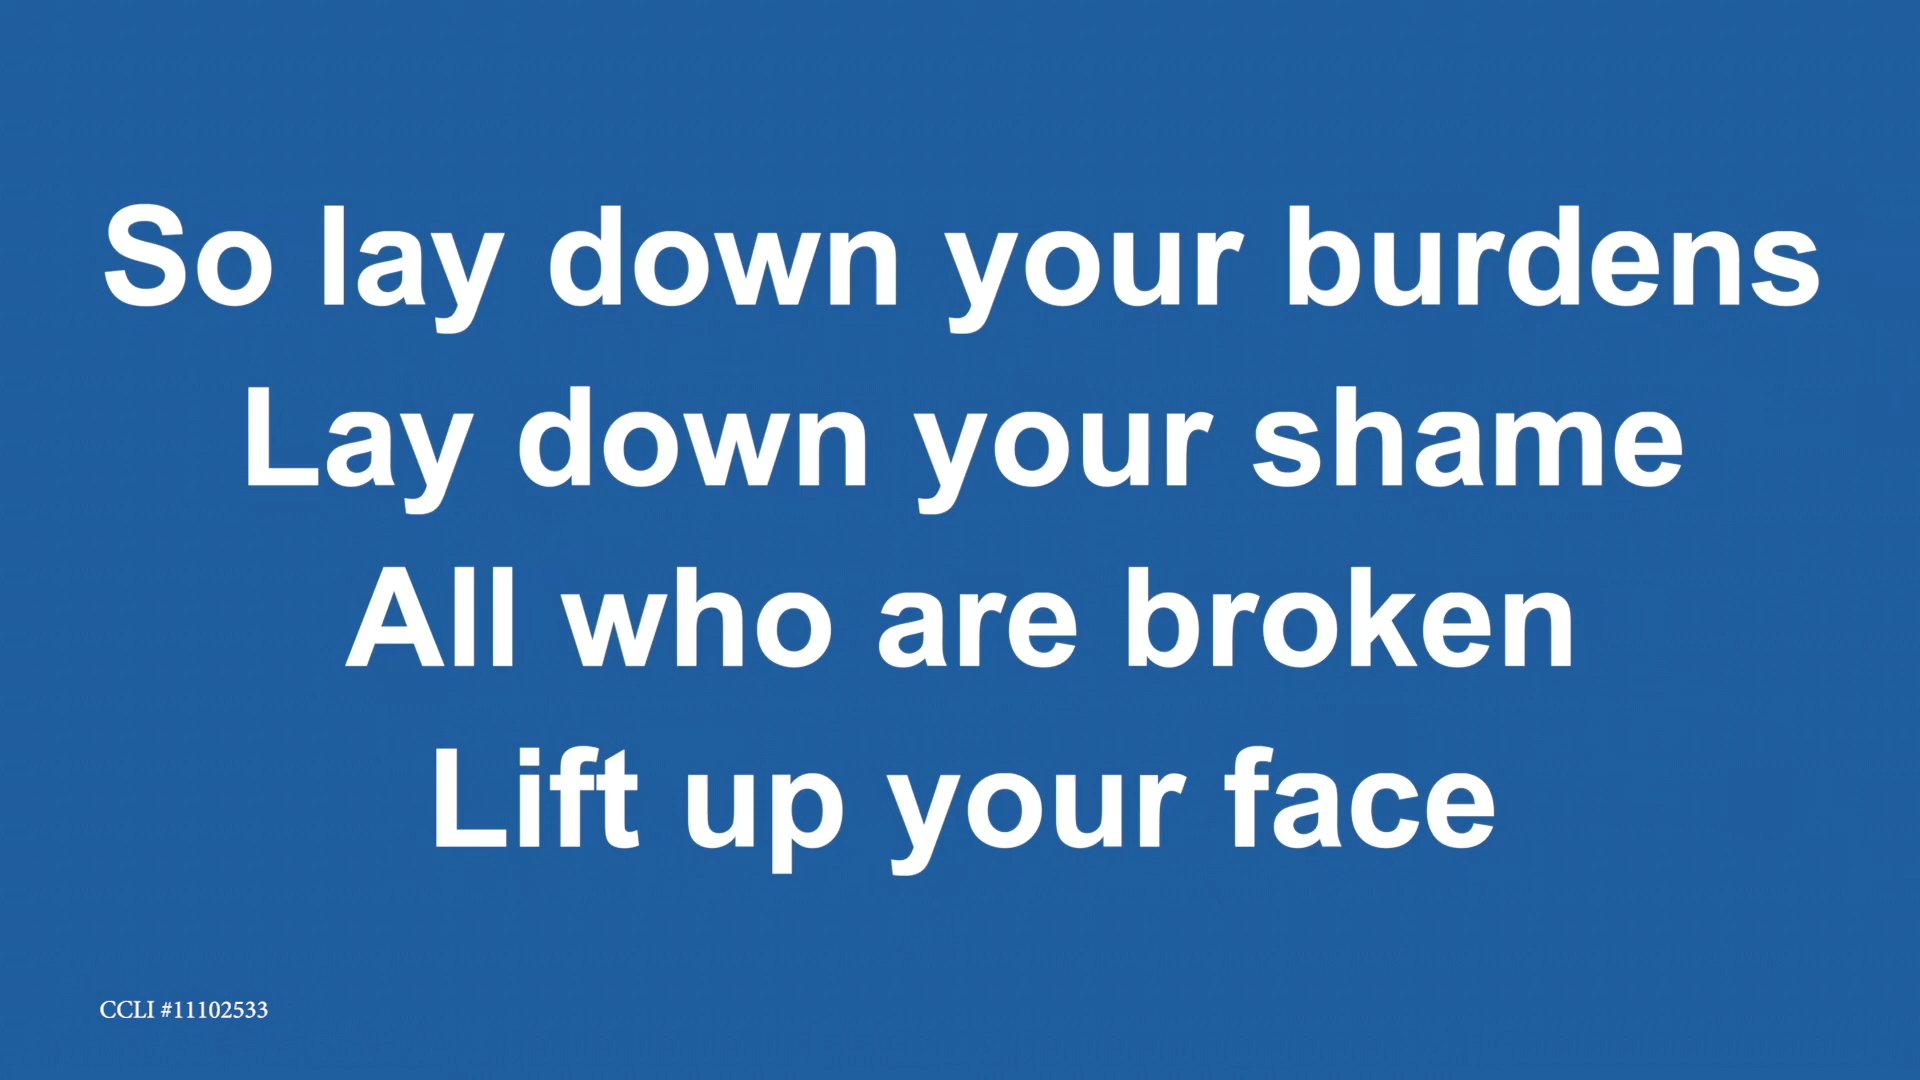 So lay down your burdens
Lay down your shame
All who are broken
Lift up your face
CCLI #11102533